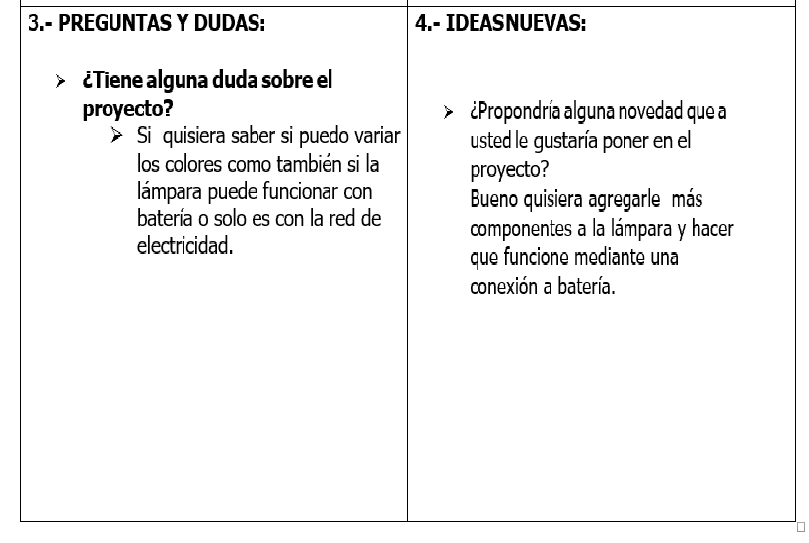 3.- PREGUNTAS Y DUDAS:
➢ ¿Tiene alguna duda sobre el
proyecto?
➢ Si quisiera saber si puedo variar
los colores como también si la
lámpara puede funcionar con
batería o solo es con la red de
electricidad.
4.- IDEAS NUEVAS:
➢ ¿Propondría alguna novedad que a
usted le gustaría poner en el
proyecto?
Bueno quisiera agregarle más
componentes a la lámpara y hacer
que funcione mediante una
conexión a batería.